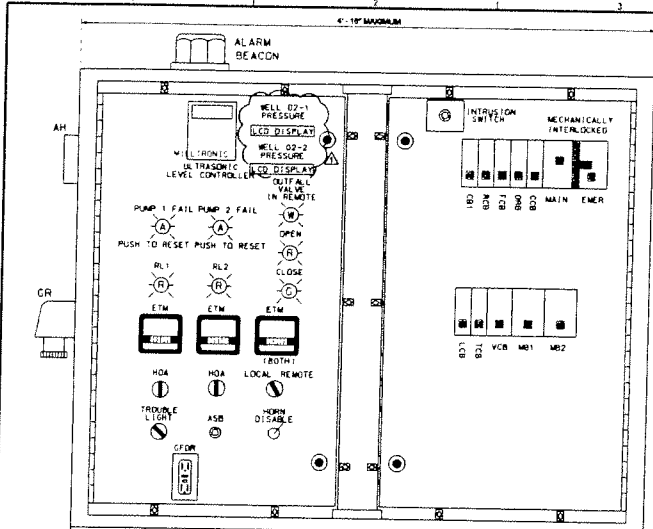 2
3
4'-10" MAXIMUM
ALARM
BEACON
AH
GR
WELL 02-1
PRESSURE
LCD DISPLAY
WELL 02-2
PRESSURE
LCD DISPLAY
MILLTRONIC
ULTRASONIC
LEVEL CONTROLLER
OUTFALL
VALVE
IN REMOTE
W
PUMP 1 FAIL PUMP 2 FAIL
A A
OPEN
R
PUSH TO RESET PUSH TO RESET
CLOSE
G
RL1 RL2
R R
ETM ETM ETM
(BOTH)
HOA HOA LOCAL REMOTE
TROUBLE
LIGHT
ASB
HORN
DISABLE
INTRUSION
SWITCH
MECHANICALLY
INTERLOCKED
CB1 ACB FCB CCB MAIN EMER
LCB TCB VCB MB1 MB2